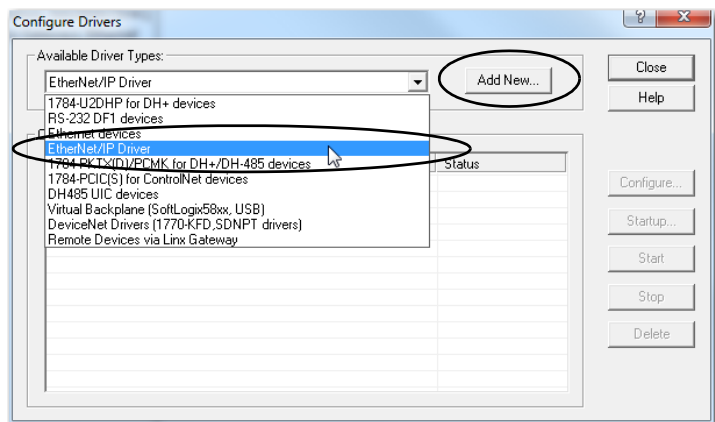 Configure Drivers
Available Driver Types:
EtherNet/IP Driver
Add New...
Close
Help
1784-U2DHP for DH+ devices
RS-232 DF1 devices
Ethernet devices
EtherNet/IP Driver
1784-PKTX(D)/PCMK for DH+/DH-485 devices
Status
1784-PCIC(S) for ControlNet devices
Configure...
DH485 UIC devices
Virtual Backplane (SoftLogix58xx, USB)
DeviceNet Drivers (1770-KFD,SDNPT drivers)
Startup...
Remote Devices via Linx Gateway
Start
Stop
Delete